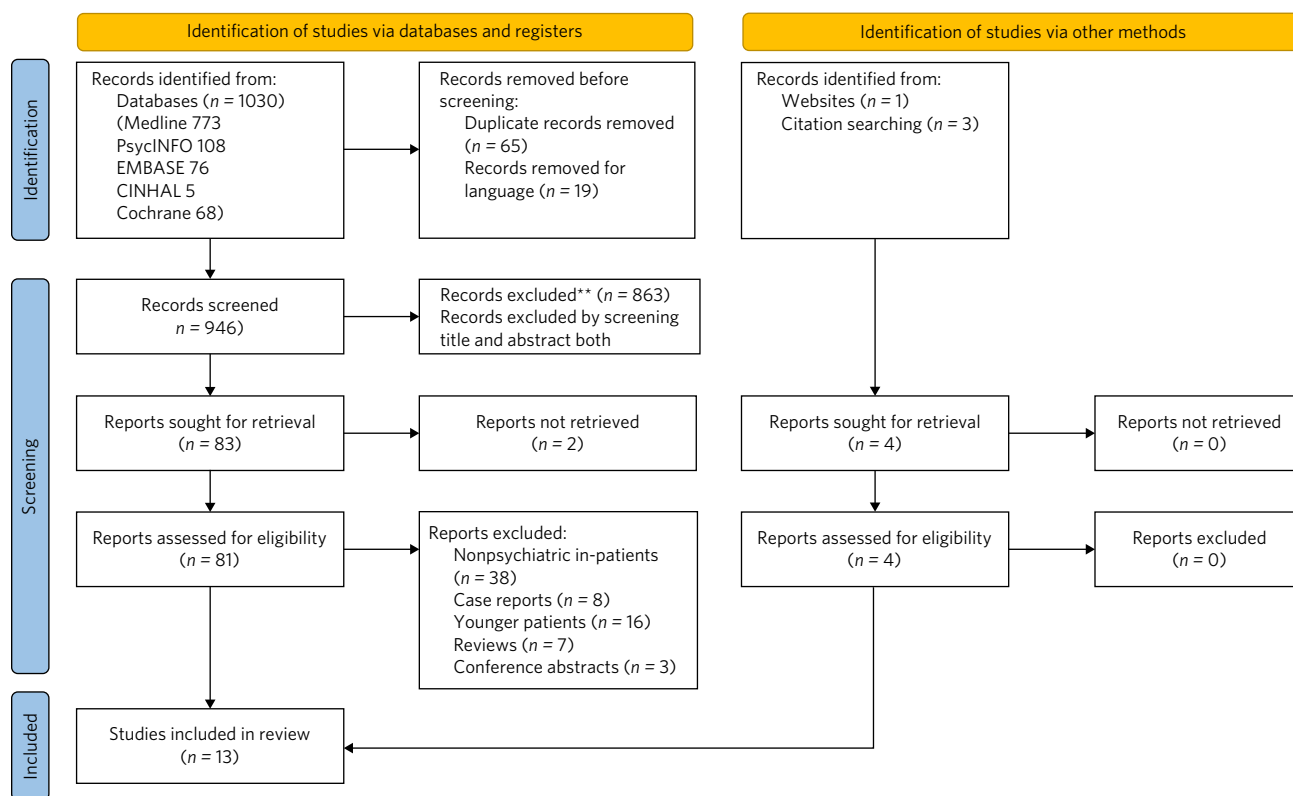 Identification of studies via databases and registers
Identification of studies via other methods
Identification
Records identified from:
Databases (n = 1030)
(Medline 773
PsycINFO 108
EMBASE 76
CINHAL 5
Cochrane 68)
Records removed before
screening:
Duplicate records removed
(n = 65)
Records removed for
language (n = 19)
Records identified from:
Websites (n = 1)
Citation searching (n = 3)
Screening
Records screened
n = 946)
Records excluded** (n = 863)
Records excluded by screening
title and abstract both
Reports sought for retrieval
(n = 83)
Reports not retrieved
(n = 2)
Reports sought for retrieval
(n = 4)
Reports not retrieved
(n = 0)
Reports assessed for eligibility
(n = 81)
Reports excluded:
Nonpsychiatric in-patients
(n = 38)
Case reports (n = 8)
Younger patients (n = 16)
Reviews (n = 7)
Conference abstracts (n = 3)
Reports assessed for eligibility
(n = 4)
Reports excluded
(n = 0)
Included
Studies included in review
(n = 13)